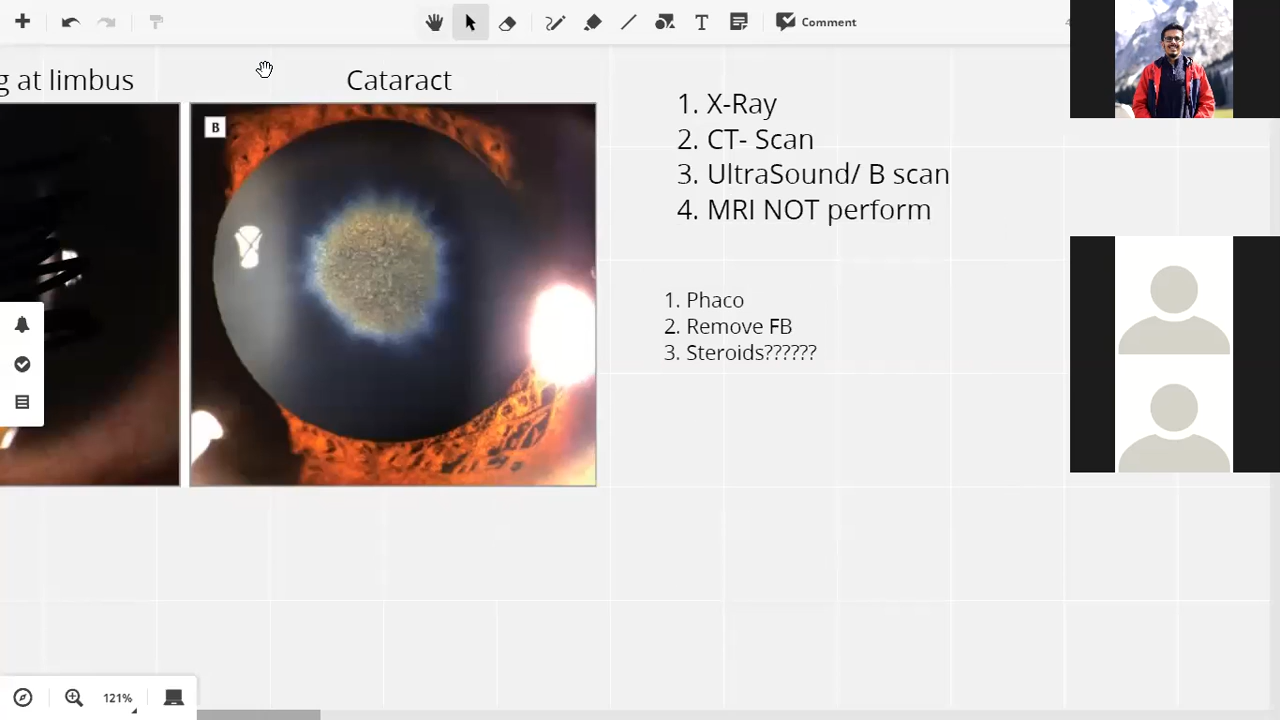 Comment
g at limbus
Cataract
B
1. X-Ray
2. CT- Scan
3. UltraSound/ B scan
4. MRI NOT perform
1. Phaco
2. Remove FB
3. Steroids??????
121%